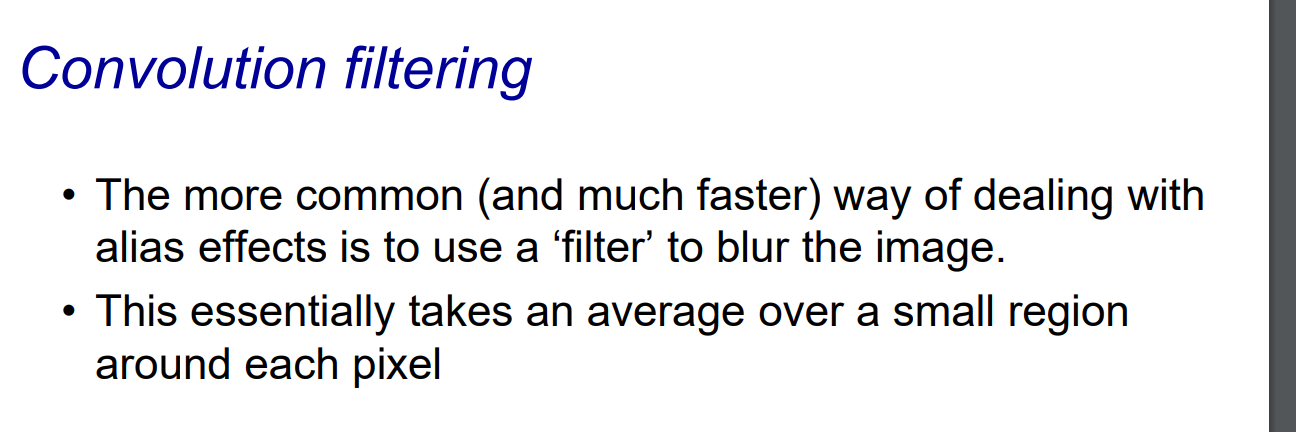 Convolution filtering
• The more common (and much faster) way of dealing with
alias effects is to use a ‘filter’ to blur the image.
• This essentially takes an average over a small region
around each pixel